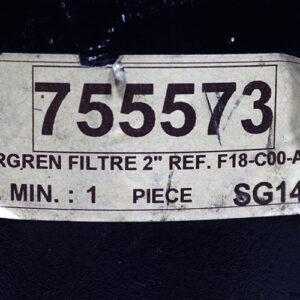 755573
RGREN FILTRE 2" REF. F18-C00-A
MIN. : 1 PIECE SG14